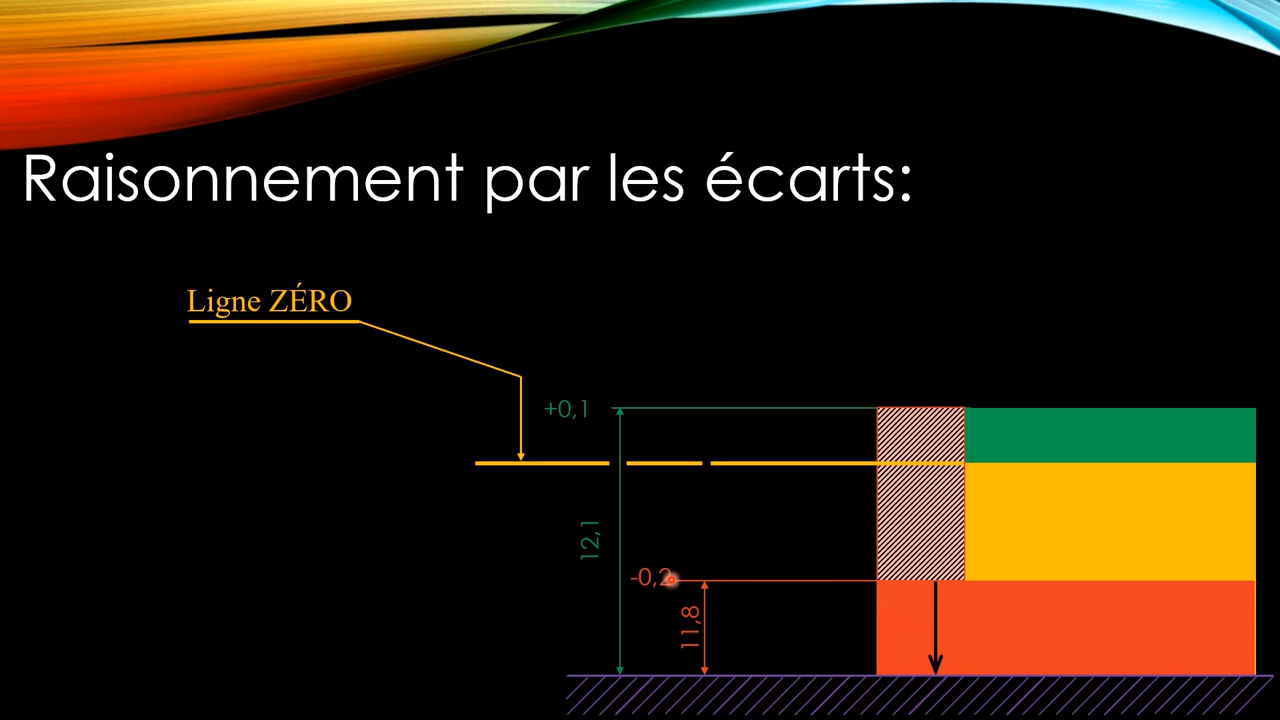 Raisonnement par les écarts:
Ligne ZÉRO
+0,1
12,1
-0,2
11,8